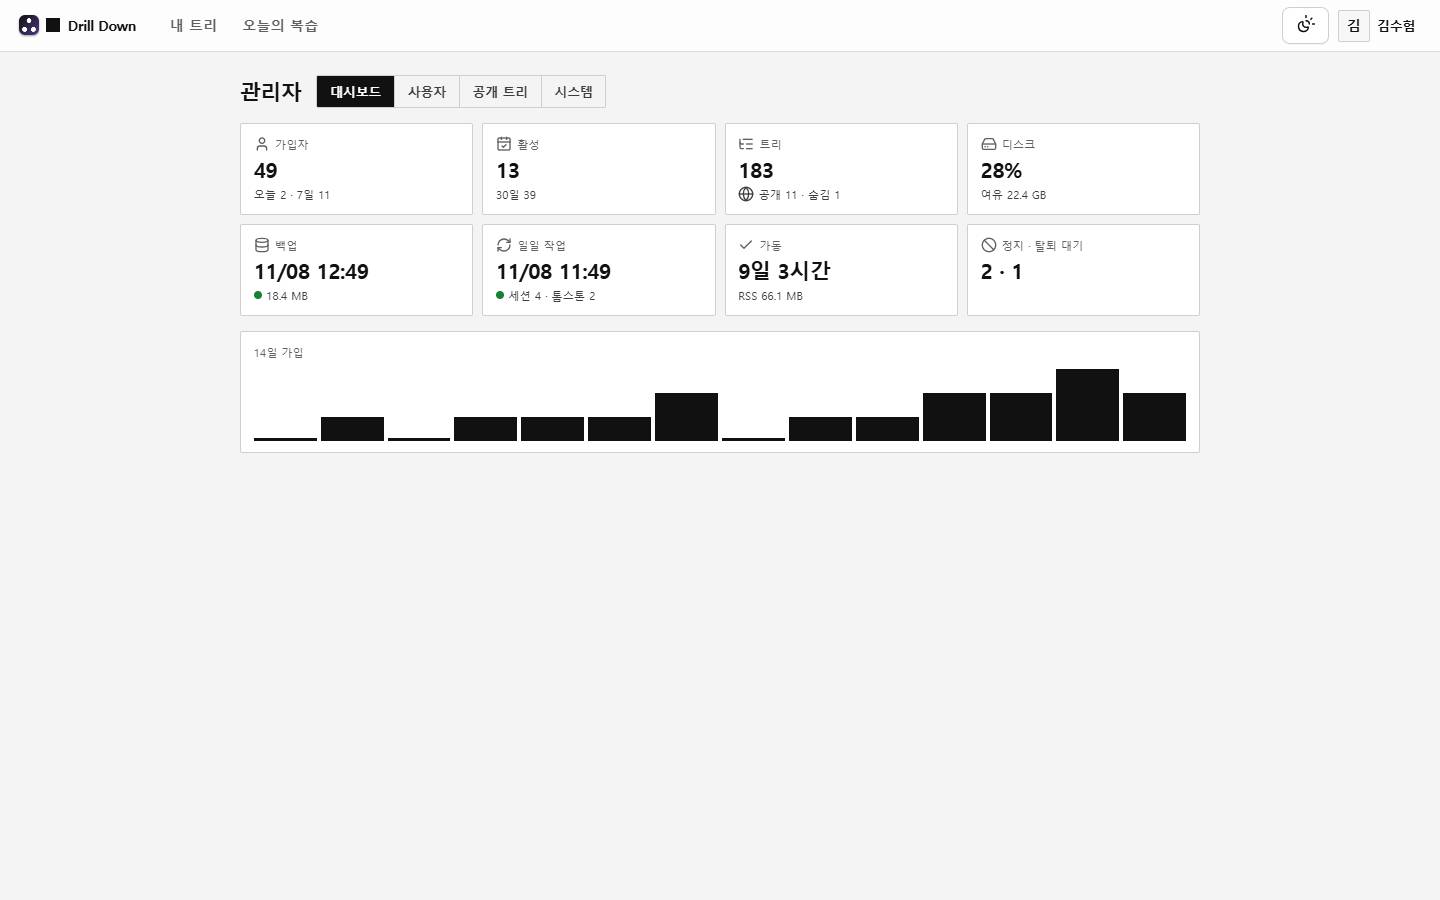 Drill Down 내 트리 오늘의 복습 김 김수험
관리자 대시보드 사용자 공개 트리 시스템
가입자
49
오늘 2 · 7일 11
활성
13
30일 39
트리
183
공개 11 · 숨김 1
디스크
28%
여유 22.4 GB
백업
11/08 12:49
18.4 MB
일일 작업
11/08 11:49
세션 4 · 톰스톤 2
가동
9일 3시간
RSS 66.1 MB
정지 · 탈퇴 대기
2 · 1
14일 가입